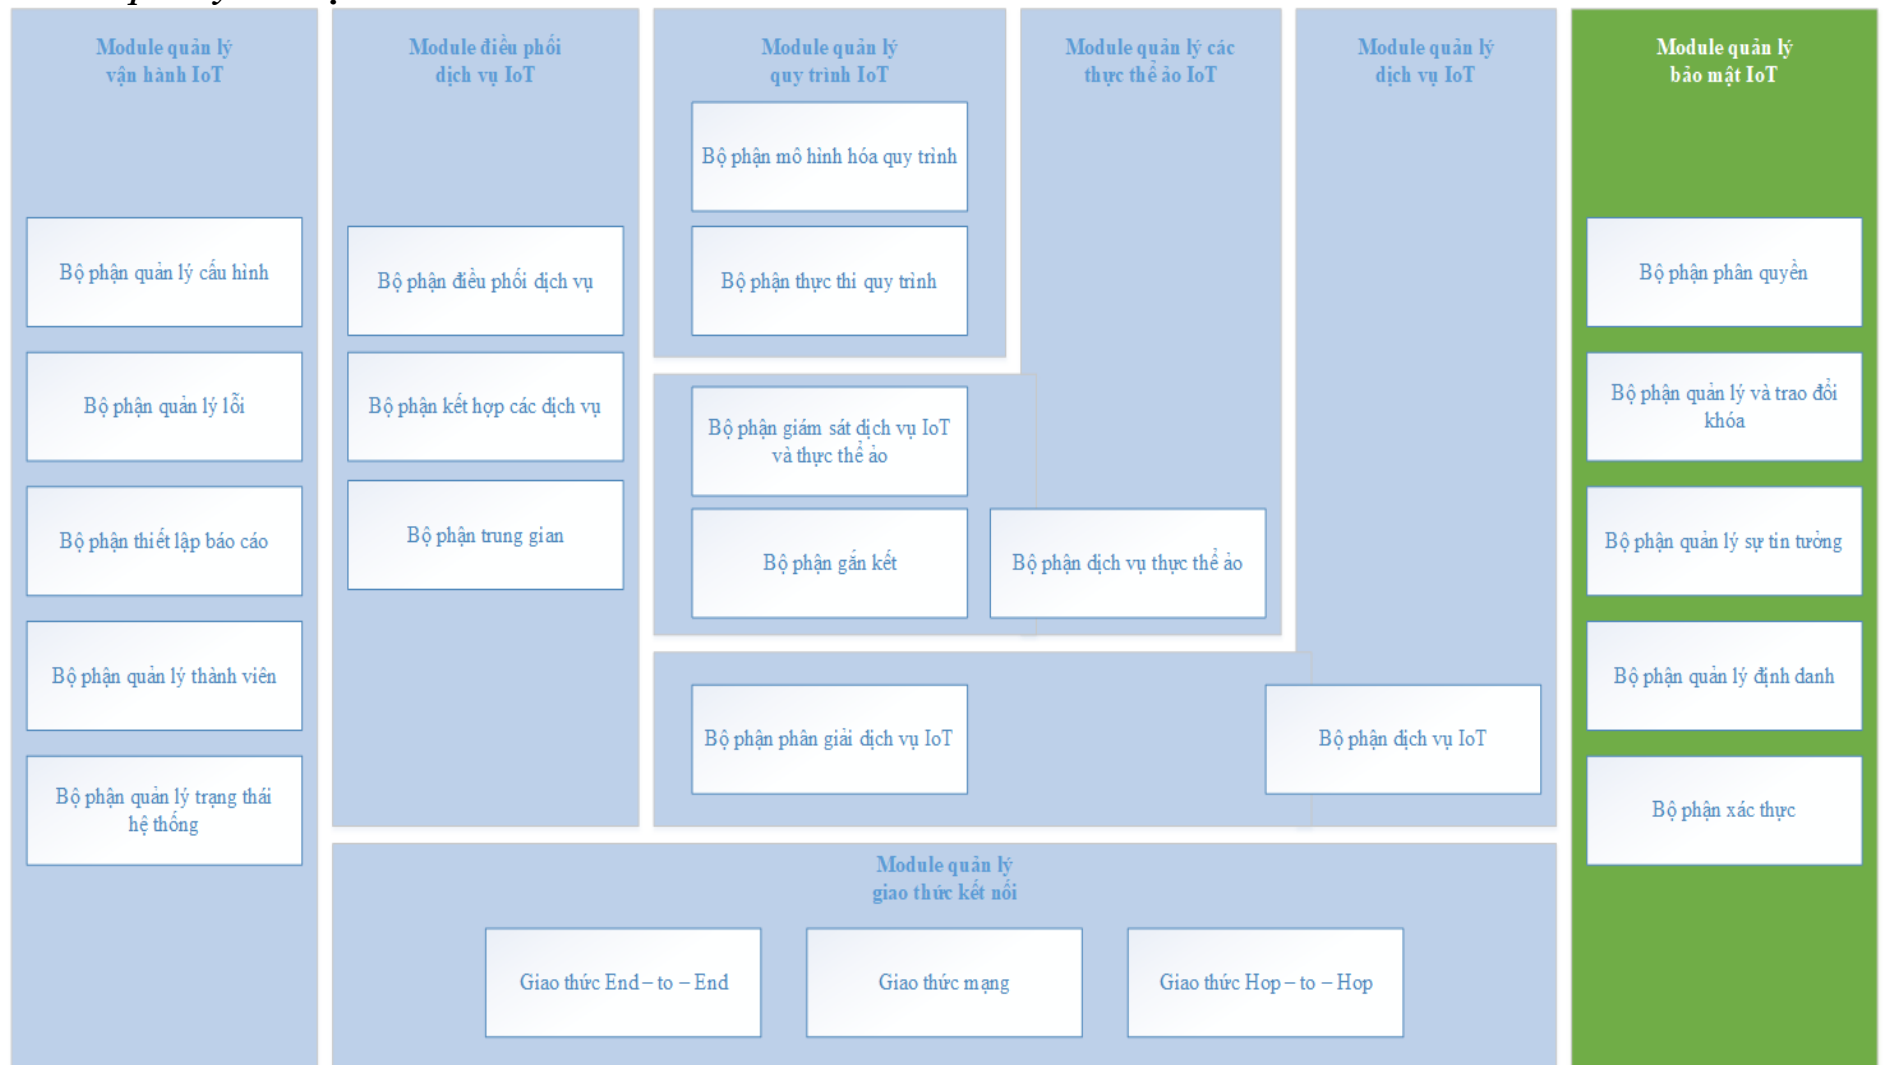 Module quản lý
vận hành IoT
Bộ phận quản lý cấu hình
Bộ phận quản lý lỗi
Bộ phận thiết lập báo cáo
Bộ phận quản lý thành viên
Bộ phận quản lý trạng thái
hệ thống
Module điều phối
dịch vụ IoT
Bộ phận điều phối dịch vụ
Bộ phận kết hợp các dịch vụ
Bộ phận trung gian
Module quản lý
quy trình IoT
Bộ phận mô hình hóa quy trình
Bộ phận thực thi quy trình
Module quản lý các
thực thể ảo IoT
Bộ phận giám sát dịch vụ IoT
và thực thể ảo
Bộ phận gắn kết
Bộ phận dịch vụ thực thể ảo
Module quản lý
dịch vụ IoT
Bộ phận phân giải dịch vụ IoT
Bộ phận dịch vụ IoT
Module quản lý
giao thức kết nối
Giao thức End – to – End
Giao thức mạng
Giao thức Hop – to – Hop
Module quản lý
bảo mật IoT
Bộ phận phân quyền
Bộ phận quản lý và trao đổi
khóa
Bộ phận quản lý sự tin tưởng
Bộ phận quản lý định danh
Bộ phận xác thực